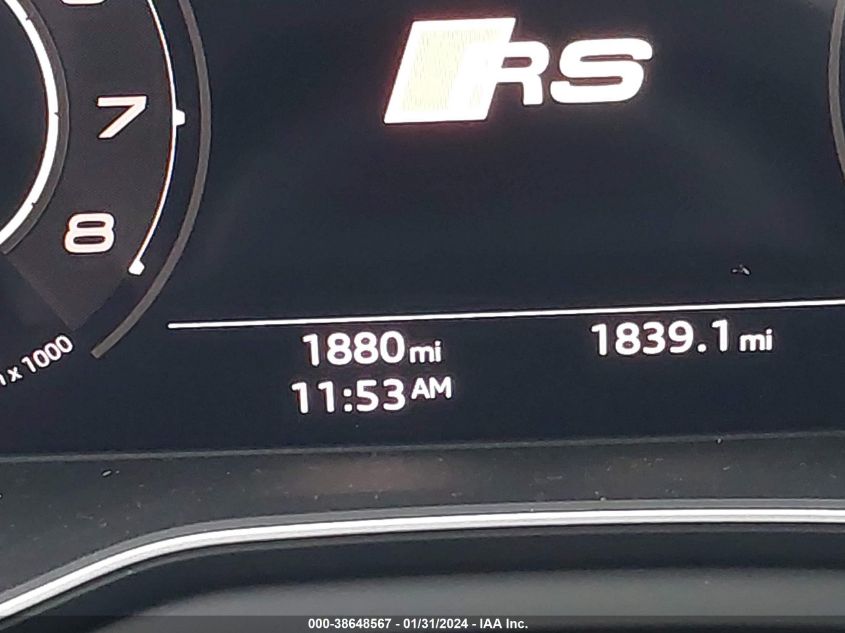 7
RS
8
1 x 1000
1880 mi
1839.1 mi
11:53 AM
000-38648567 - 01/31/2024 - IAA Inc.